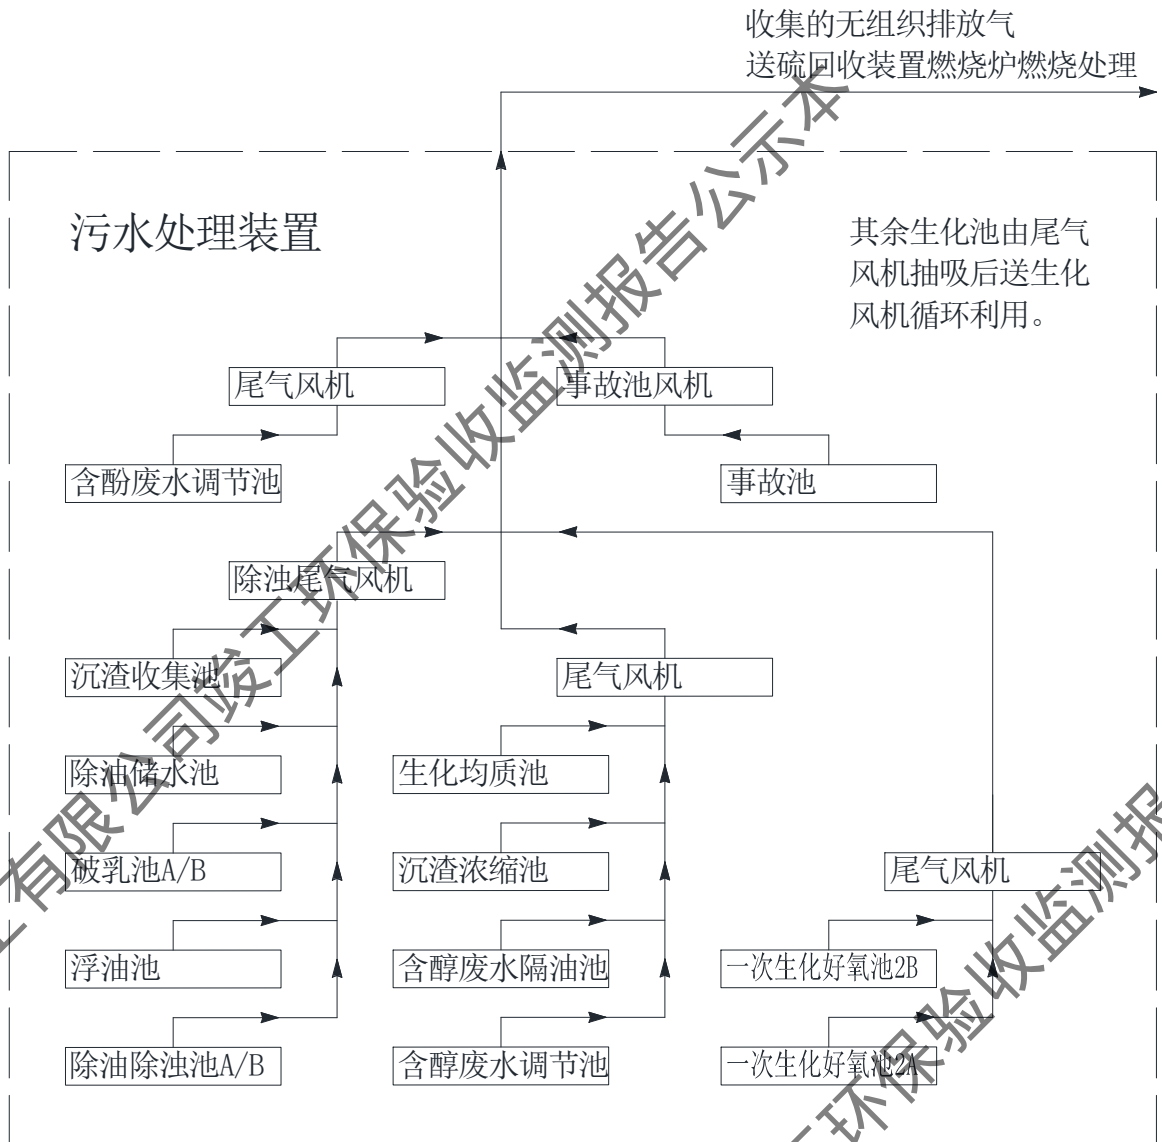 收集的无组织排放气
送硫回收装置燃烧炉燃烧处理
污水处理装置
其余生化池由尾气
风机抽吸后送生化
风机循环利用。
尾气风机
事故池风机
含酚废水调节池
事故池
除浊尾气风机
沉渣收集池
尾气风机
除油储水池
生化均质池
破乳池A/B
沉渣浓缩池
尾气风机
浮油池
含醇废水隔油池
一次生化好氧池2B
除油除浊池A/B
含醇废水调节池
一次生化好氧池2A
工有限公司竣工环保验收监测报告公示本
工环保验收监测报